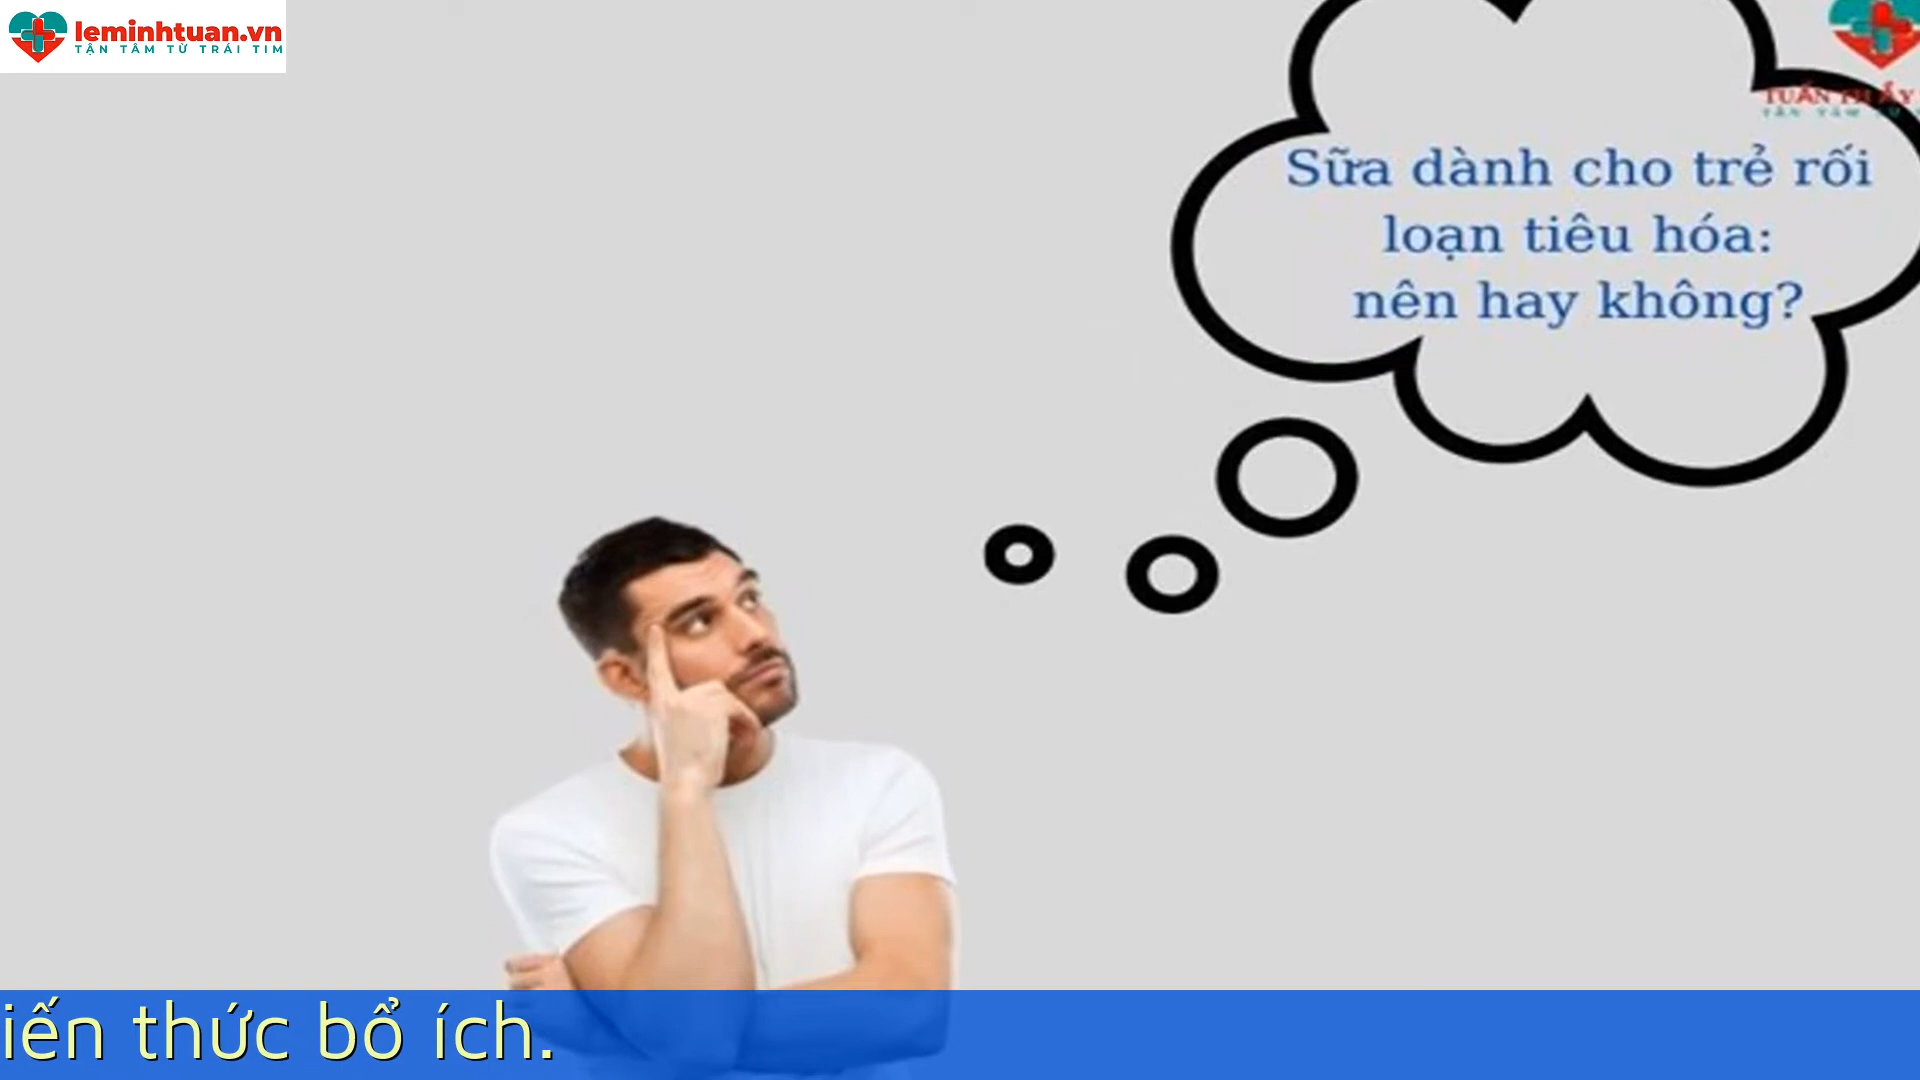 leminhtuan.vn
TẬN TÂM TỪ TRÁI TIM
Sữa dành cho trẻ rối
loạn tiêu hóa:
nên hay không?
iến thức bổ ích.